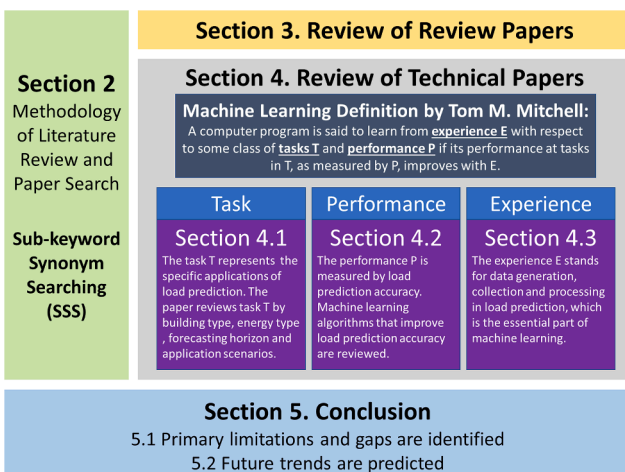 Section 2
Methodology
of Literature
Review and
Paper Search
Sub-keyword
Synonym
Searching
(SSS)
Section 3. Review of Review Papers
Section 4. Review of Technical Papers
Machine Learning Definition by Tom M. Mitchell:
A computer program is said to learn from experience E with respect
to some class of tasks T and performance P if its performance at tasks
in T, as measured by P, improves with E.
Task
Section 4.1
The task T represents the
specific applications of
load prediction. The
paper reviews task T by
building type, energy type
, forecasting horizon and
application scenarios.
Performance
Section 4.2
The performance P is
measured by load
prediction accuracy.
Machine learning
algorithms that improve
load prediction accuracy
are reviewed.
Experience
Section 4.3
The experience E stands
for data generation,
collection and processing
in load prediction, which
is the essential part of
machine learning.
Section 5. Conclusion
5.1 Primary limitations and gaps are identified
5.2 Future trends are predicted